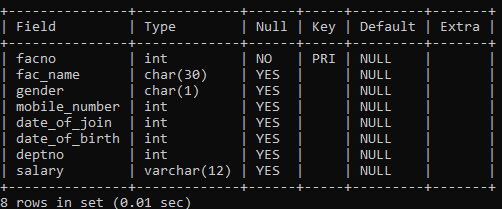 +---------------+-------------+------+-----+---------+-------+
| Field         | Type        | Null | Key | Default | Extra |
+---------------+-------------+------+-----+---------+-------+
| facno         | int         | NO   | PRI | NULL    |       |
| fac_name      | char(30)    | YES  |     | NULL    |       |
| gender        | char(1)     | YES  |     | NULL    |       |
| mobile_number | int         | YES  |     | NULL    |       |
| date_of_join  | int         | YES  |     | NULL    |       |
| date_of_birth | int         | YES  |     | NULL    |       |
| deptno        | int         | YES  |     | NULL    |       |
| salary        | varchar(12) | YES  |     | NULL    |       |
+---------------+-------------+------+-----+---------+-------+
8 rows in set (0.01 sec)